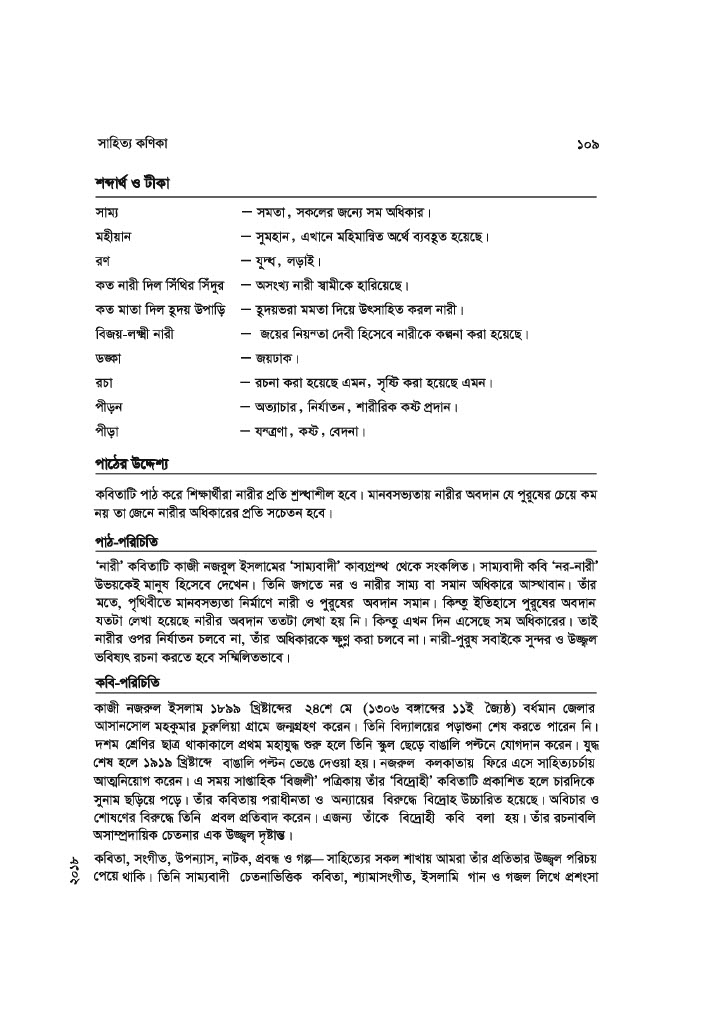 সাহিত্য কণিকা ১০৯
শব্দার্থ ও টীকা
সাম্য – সমতা, সকলের জন্যে সম অধিকার।
মহীয়ান – সুমহান, এখানে মহিমান্বিত অর্থে ব্যবহৃত হয়েছে।
রণ – যুদ্ধ, লড়াই।
কত নারী দিল সিঁথির সিঁদুর – অসংখ্য নারী স্বামীকে হারিয়েছে।
কত মাতা দিল হৃদয় উপাড়ি – হৃদয়ভরা মমতা দিয়ে উৎসাহিত করল নারী।
বিজয়-লক্ষ্মী নারী – জয়ের নিয়ন্তা দেবী হিসেবে নারীকে কল্পনা করা হয়েছে।
ডঙ্কা – জয়ঢাক।
রচা – রচনা করা হয়েছে এমন, সৃষ্টি করা হয়েছে এমন।
পীড়ন – অত্যাচার, নির্যাতন, শারীরিক কষ্ট প্রদান।
পীড়া – যন্ত্রণা, কষ্ট, বেদনা।
পাঠের উদ্দেশ্য
কবিতাটি পাঠ করে শিক্ষার্থীরা নারীর প্রতি শ্রদ্ধাশীল হবে। মানবসভ্যতায় নারীর অবদান যে পুরুষের চেয়ে কম
নয় তা জেনে নারীর অধিকারের প্রতি সচেতন হবে।
পাঠ-পরিচিতি
‘নারী’ কবিতাটি কাজী নজরুল ইসলামের ‘সাম্যবাদী’ কাব্যগ্রন্থ থেকে সংকলিত। সাম্যবাদী কবি ‘নর-নারী’
উভয়কেই মানুষ হিসেবে দেখেন। তিনি জগতে নর ও নারীর সাম্য বা সমান অধিকারে আস্থাবান। তাঁর
মতে, পৃথিবীতে মানবসভ্যতা নির্মাণে নারী ও পুরুষের অবদান সমান। কিন্তু ইতিহাসে পুরুষের অবদান
যতটা লেখা হয়েছে নারীর অবদান ততটা লেখা হয় নি। কিন্তু এখন দিন এসেছে সম অধিকারের। তাই
নারীর ওপর নির্যাতন চলবে না, তাঁর অধিকারকে ক্ষুণ্ণ করা চলবে না। নারী-পুরুষ সবাইকে সুন্দর ও উজ্জ্বল
ভবিষ্যৎ রচনা করতে হবে সম্মিলিতভাবে।
কবি-পরিচিতি
কাজী নজরুল ইসলাম ১৮৯৯ খ্রিষ্টাব্দের ২৪শে মে (১৩০৬ বঙ্গাব্দের ১১ই জ্যৈষ্ঠ) বর্ধমান জেলার
আসানসোল মহকুমার চুরুলিয়া গ্রামে জন্মগ্রহণ করেন। তিনি বিদ্যালয়ের পড়াশুনা শেষ করতে পারেন নি।
দশম শ্রেণির ছাত্র থাকাকালে প্রথম মহাযুদ্ধ শুরু হলে তিনি স্কুল ছেড়ে বাঙালি পল্টনে যোগদান করেন। যুদ্ধ
শেষ হলে ১৯১৯ খ্রিষ্টাব্দে বাঙালি পল্টন ভেঙে দেওয়া হয়। নজরুল কলকাতায় ফিরে এসে সাহিত্যচর্চায়
আত্মনিয়োগ করেন। এ সময় সাপ্তাহিক ‘বিজলী’ পত্রিকায় তাঁর ‘বিদ্রোহী’ কবিতাটি প্রকাশিত হলে চারদিকে
সুনাম ছড়িয়ে পড়ে। তাঁর কবিতায় পরাধীনতা ও অন্যায়ের বিরুদ্ধে বিদ্রোহ উচ্চারিত হয়েছে। অবিচার ও
শোষণের বিরুদ্ধে তিনি প্রবল প্রতিবাদ করেন। এজন্য তাঁকে বিদ্রোহী কবি বলা হয়। তাঁর রচনাবলি
অসাম্প্রদায়িক চেতনার এক উজ্জ্বল দৃষ্টান্ত।
কবিতা, সংগীত, উপন্যাস, নাটক, প্রবন্ধ ও গল্প— সাহিত্যের সকল শাখায় আমরা তাঁর প্রতিভার উজ্জ্বল পরিচয়
পেয়ে থাকি। তিনি সাম্যবাদী চেতনাভিত্তিক কবিতা, শ্যামাসংগীত, ইসলামি গান ও গজল লিখে প্রশংসা
২০১৮